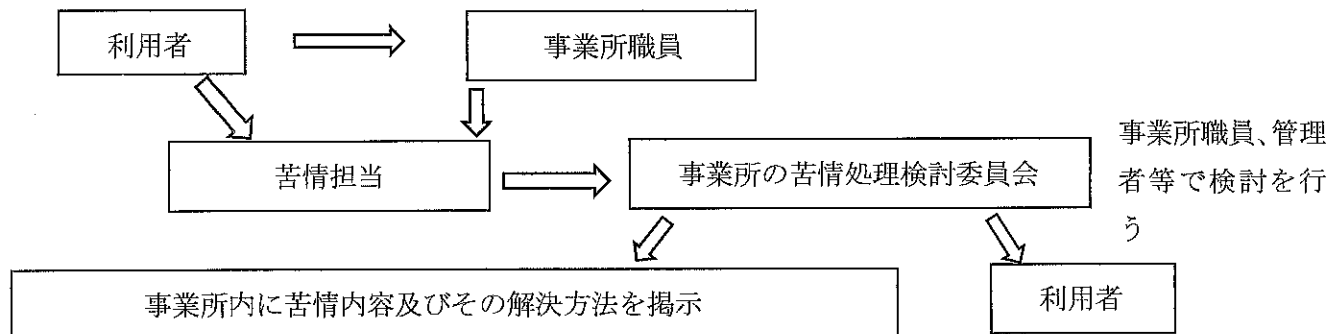 利用者
事業所職員
苦情担当
事業所の苦情処理検討委員会
事業所職員、管理
者等で検討を行
う
事業所内に苦情内容及びその解決方法を掲示
利用者